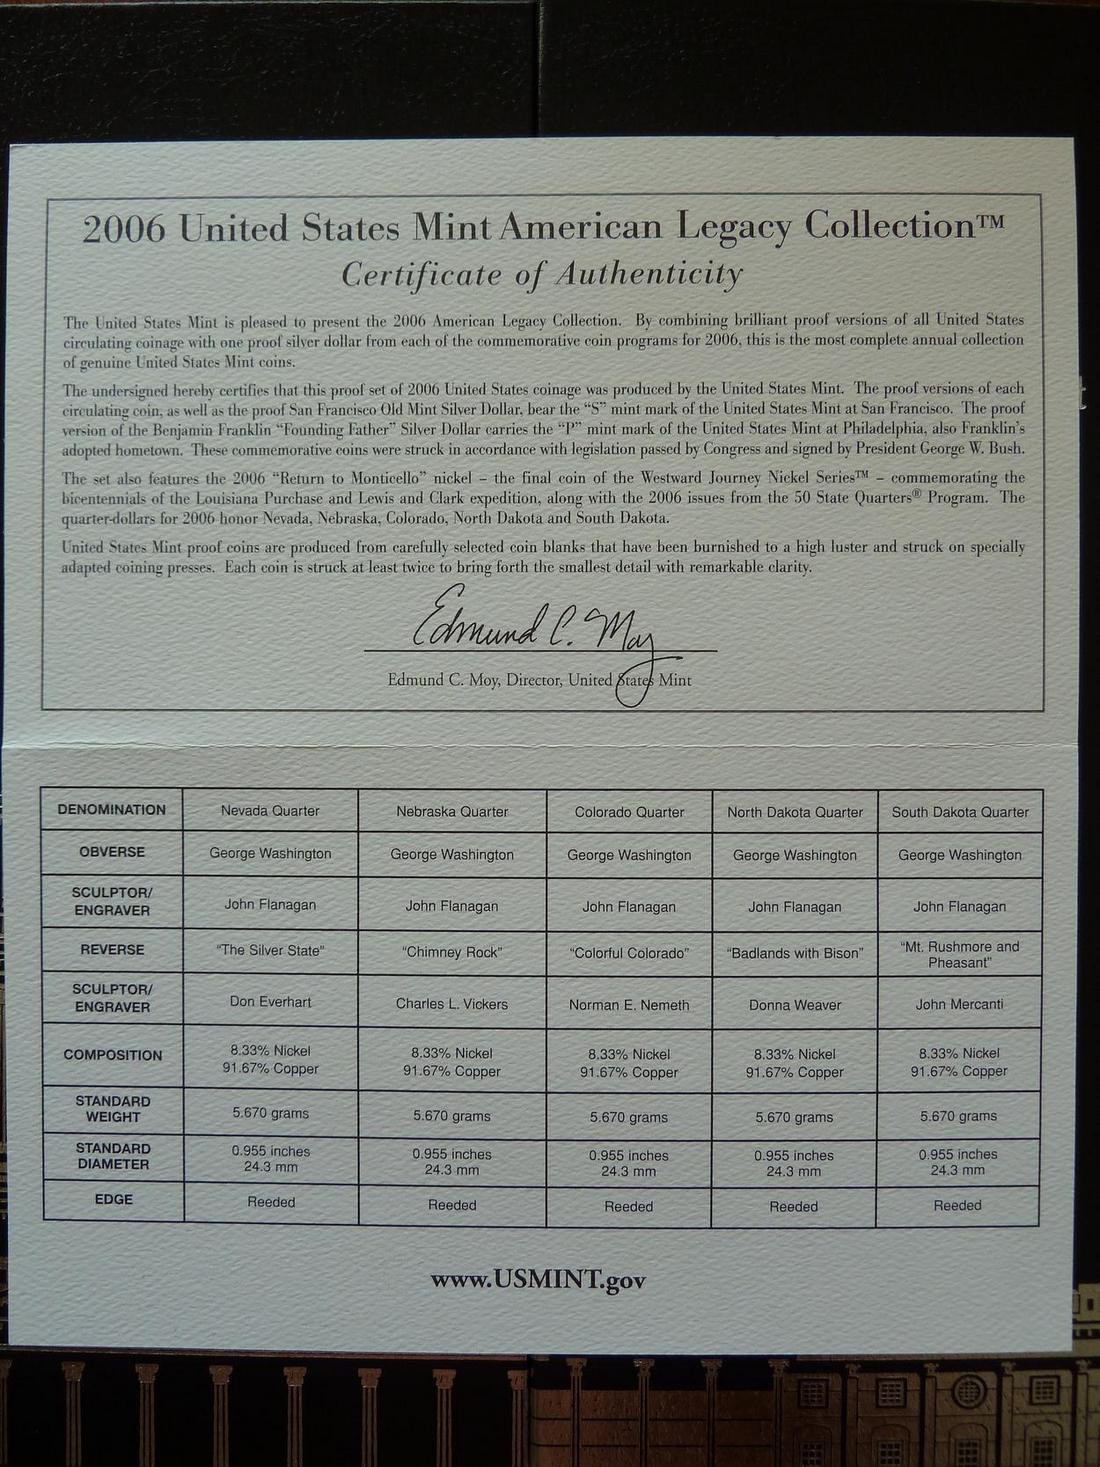 2006 United States Mint American Legacy Collection™
Certificate of Authenticity
The United States Mint is pleased to present the 2006 American Legacy Collection. By combining brilliant proof versions of all United States
circulating coinage with one proof silver dollar from each of the commemorative coin programs for 2006, this is the most complete annual collection
of genuine United States Mint coins.
The undersigned hereby certifies that this proof set of 2006 United States coinage was produced by the United States Mint. The proof versions of each
circulating coin, as well as the proof San Francisco Old Mint Silver Dollar, bear the “S” mint mark of the United States Mint at San Francisco. The proof
version of the Benjamin Franklin “Founding Father” Silver Dollar carries the “P” mint mark of the United States Mint at Philadelphia, also Franklin’s
adopted hometown. These commemorative coins were struck in accordance with legislation passed by Congress and signed by President George W. Bush.
The set also features the 2006 “Return to Monticello” nickel – the final coin of the Westward Journey Nickel Series™ – commemorating the
bicentennials of the Louisiana Purchase and Lewis and Clark expedition, along with the 2006 issues from the 50 State Quarters® Program. The
quarter-dollars for 2006 honor Nevada, Nebraska, Colorado, North Dakota and South Dakota.
United States Mint proof coins are produced from carefully selected coin blanks that have been burnished to a high luster and struck on specially
adapted coining presses. Each coin is struck at least twice to bring forth the smallest detail with remarkable clarity.
Edmund C. Moy
Edmund C. Moy, Director, United States Mint
DENOMINATION Nevada Quarter Nebraska Quarter Colorado Quarter North Dakota Quarter South Dakota Quarter
OBVERSE George Washington George Washington George Washington George Washington George Washington
SCULPTOR/
ENGRAVER John Flanagan John Flanagan John Flanagan John Flanagan John Flanagan
REVERSE “The Silver State” “Chimney Rock” “Colorful Colorado” “Badlands with Bison” “Mt. Rushmore and
Pheasant”
SCULPTOR/
ENGRAVER Don Everhart Charles L. Vickers Norman E. Nemeth Donna Weaver John Mercanti
COMPOSITION 8.33% Nickel 8.33% Nickel 8.33% Nickel 8.33% Nickel 8.33% Nickel
91.67% Copper 91.67% Copper 91.67% Copper 91.67% Copper 91.67% Copper
STANDARD
WEIGHT 5.670 grams 5.670 grams 5.670 grams 5.670 grams 5.670 grams
STANDARD 0.955 inches 0.955 inches 0.955 inches 0.955 inches 0.955 inches
DIAMETER 24.3 mm 24.3 mm 24.3 mm 24.3 mm 24.3 mm
EDGE Reeded Reeded Reeded Reeded Reeded
www.USMINT.gov